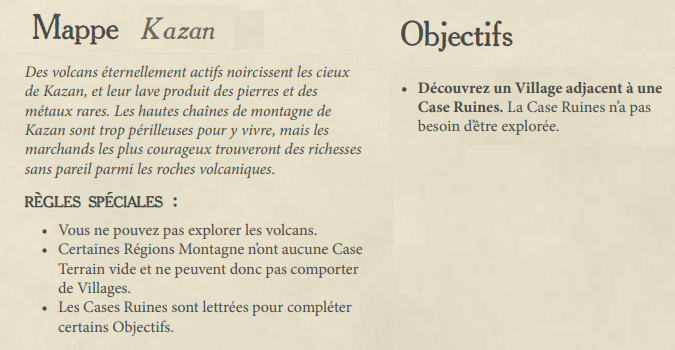 Mappe Kazan
Des volcans éternellement actifs noircissent les cieux
de Kazan, et leur lave produit des pierres et des
métaux rares. Les hautes chaînes de montagne de
Kazan sont trop périlleuses pour y vivre, mais les
marchands les plus courageux trouveront des richesses
sans pareil parmi les roches volcaniques.
RÈGLES SPÉCIALES :
• Vous ne pouvez pas explorer les volcans.
• Certaines Régions Montagne n'ont aucune Case
Terrain vide et ne peuvent donc pas comporter
de Villages.
• Les Cases Ruines sont lettrées pour compléter
certains Objectifs.
Objectifs
• Découvrez un Village adjacent à une
Case Ruines. La Case Ruines n'a pas
besoin d'être explorée.